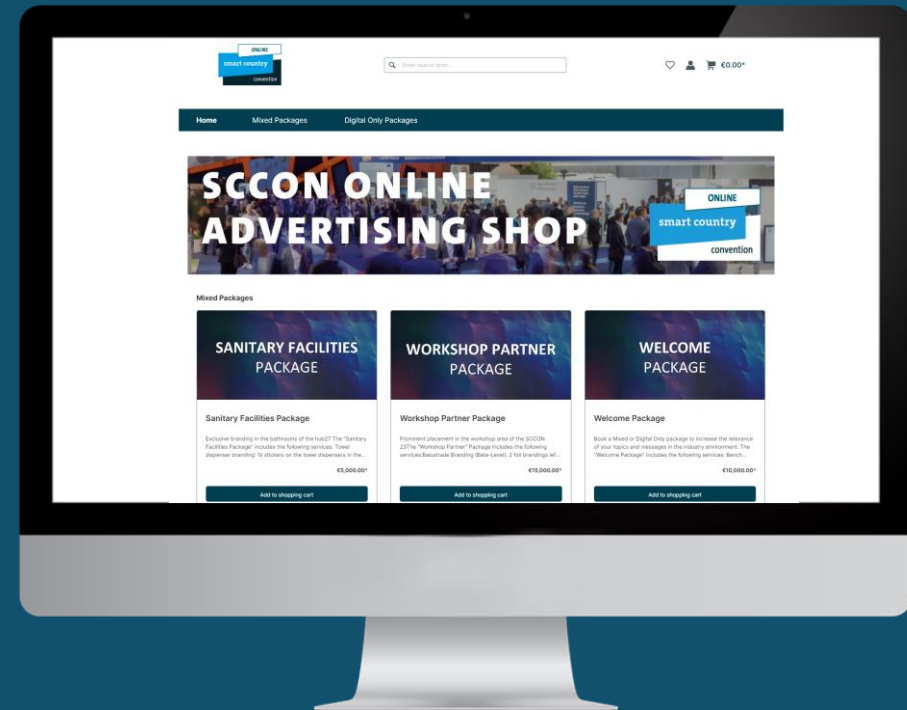 ONLINE
smart country
convention
Enter search term...
€0.00*
Home
Mixed Packages
Digital Only Packages
SCCON ONLINE
ADVERTISING SHOP
ONLINE
smart country
convention
Mixed Packages
SANITARY FACILITIES
PACKAGE
WORKSHOP PARTNER
PACKAGE
WELCOME
PACKAGE
Sanitary Facilities Package
Exclusive branding in the bathrooms of the hub27 The "Sanitary
Facilities Package" includes the following services: Towel
dispenser branding: 16 stickers on the towel dispensers in the...
€5,000.00*
Add to shopping cart
Workshop Partner Package
Prominent placement in the workshop area of the SCCON
23The "Workshop Partner" Package includes the following
services:Balustrade Branding (Beta-Level): 2 foil brandings lef...
€15,000.00*
Add to shopping cart
Welcome Package
Book a Mixed or Digital Only package to increase the relevance
of your topics and messages in the industry environment. The
"Welcome Package" includes the following services: Bench...
€10,000.00*
Add to shopping cart